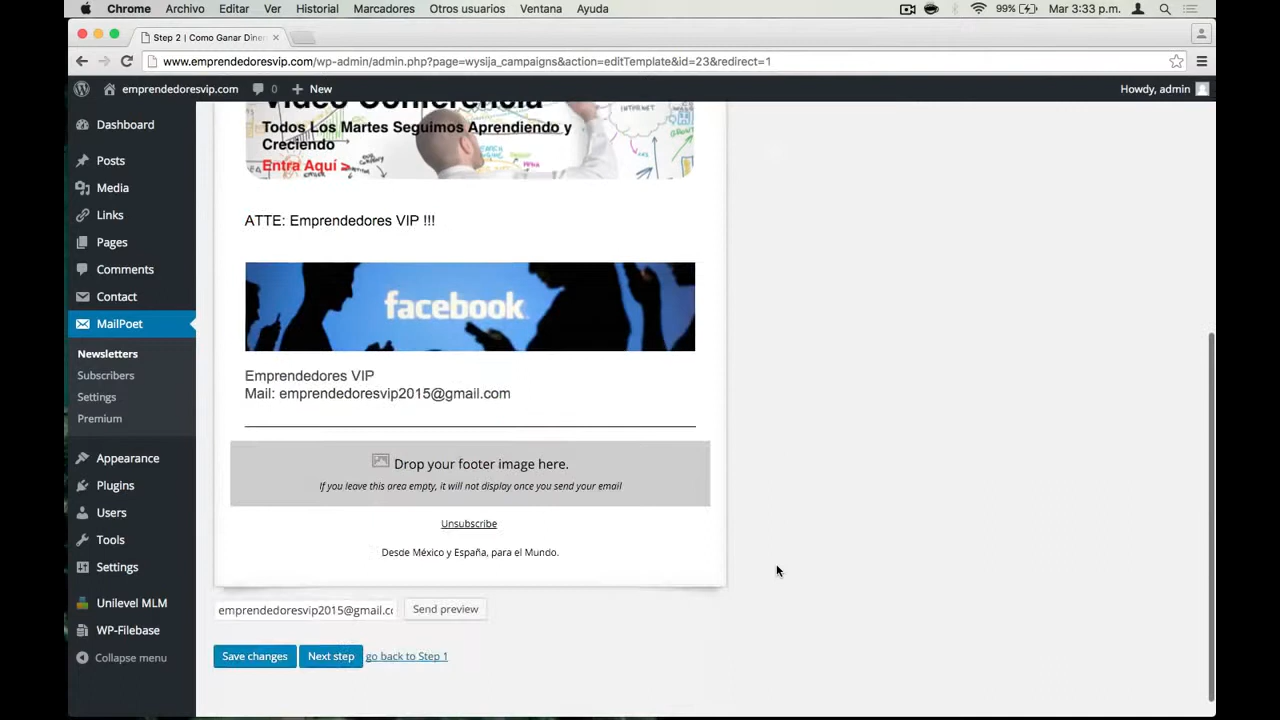 Chrome Archivo Editar Ver Historial Marcadores Otros usuarios Ventana Ayuda 99% Mar 3:33 p.m.
Step 2 | Como Ganar Diner
www.emprendedoresvip.com/wp-admin/admin.php?page=wysija_campaigns&action=editTemplate&id=23&redirect=1
emprendedoresvip.com 0 New Howdy, admin
Dashboard
Posts
Media
Links
Pages
Comments
Contact
MailPoet
Newsletters
Subscribers
Settings
Premium
Appearance
Plugins
Users
Tools
Settings
Unilevel MLM
WP-Filebase
Collapse menu
Video Conferencia
Todos Los Martes Seguimos Aprendiendo y
Creciendo
Entra Aquí >
INTERNET
ATTE: Emprendedores VIP !!!
facebook
Emprendedores VIP
Mail: emprendedoresvip2015@gmail.com
Drop your footer image here.
If you leave this area empty, it will not display once you send your email
Unsubscribe
Desde México y España, para el Mundo.
emprendedoresvip2015@gmail.cc Send preview
Save changes Next step go back to Step 1